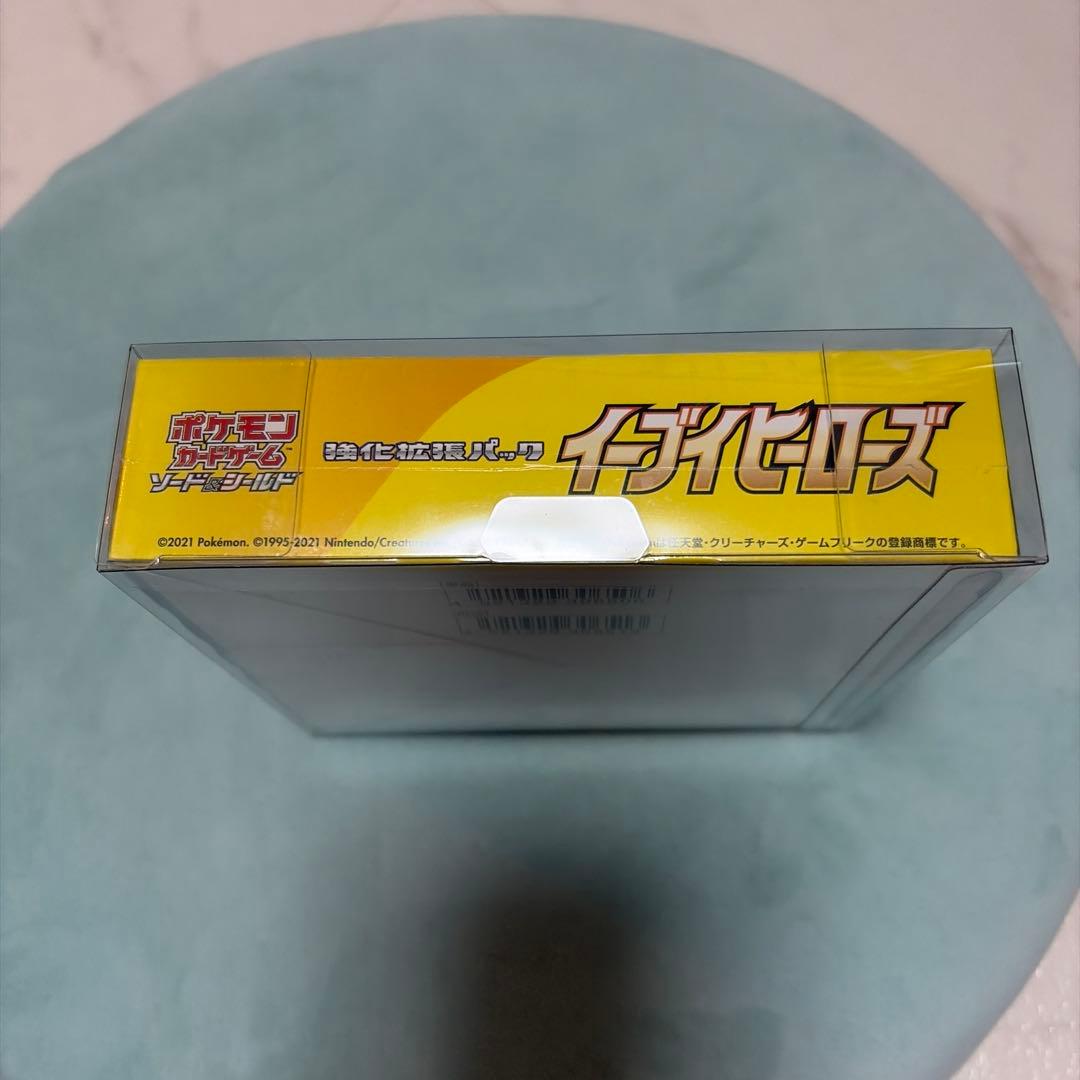 ポケモン
カードゲーム™
ソード&シールド
強化拡張パック
イーブイヒーローズ
©2021 Pokémon. ©1995-2021 Nintendo/Creatures
は任天堂・クリーチャーズ・ゲームフリークの登録商標です。